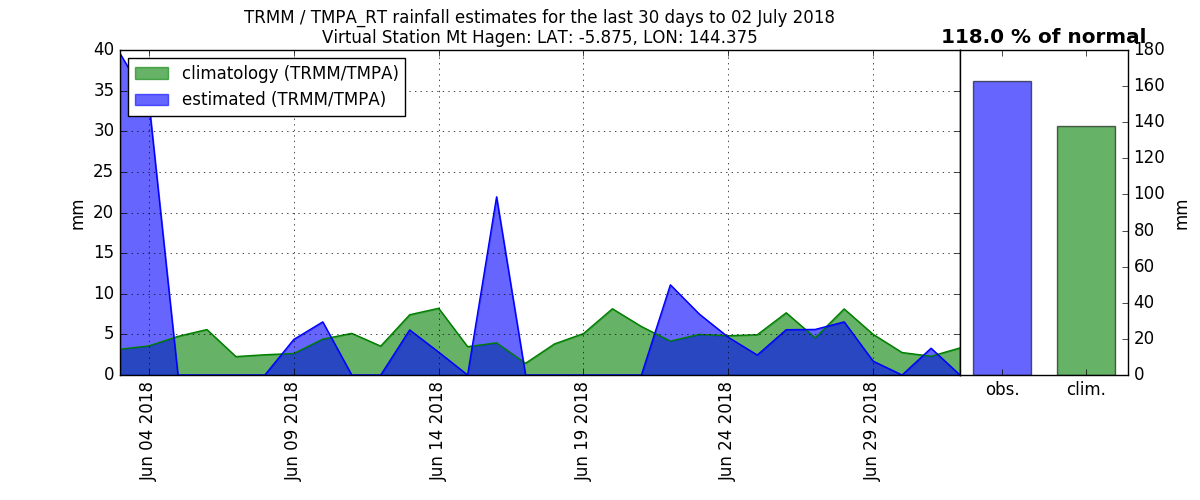 TRMM / TMPA_RT rainfall estimates for the last 30 days to 02 July 2018
Virtual Station Mt Hagen: LAT: -5.875, LON: 144.375
118.0 % of normal
climatology (TRMM/TMPA)
estimated (TRMM/TMPA)
40
35
30
25
20
15
10
5
0
mm
Jun 04 2018
Jun 09 2018
Jun 14 2018
Jun 19 2018
Jun 24 2018
Jun 29 2018
obs.
clim.
180
160
140
120
100
80
60
40
20
0
mm